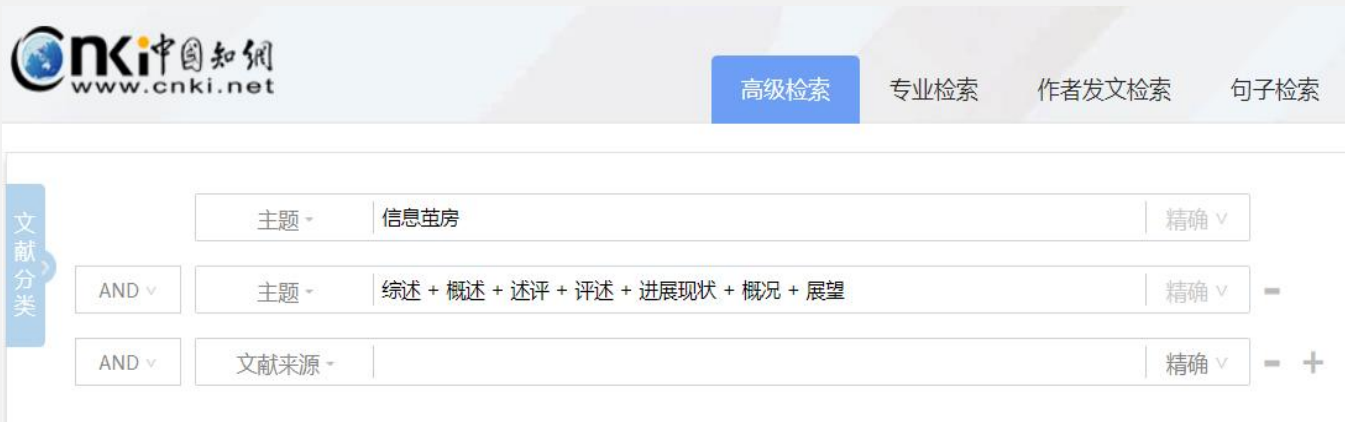 cnki中国知网
www.cnki.net
高级检索 专业检索 作者发文检索 句子检索
文献分类
主题 信息茧房 精确
AND 主题 综述 + 概述 + 述评 + 评述 + 进展现状 + 概况 + 展望 精确
AND 文献来源 精确